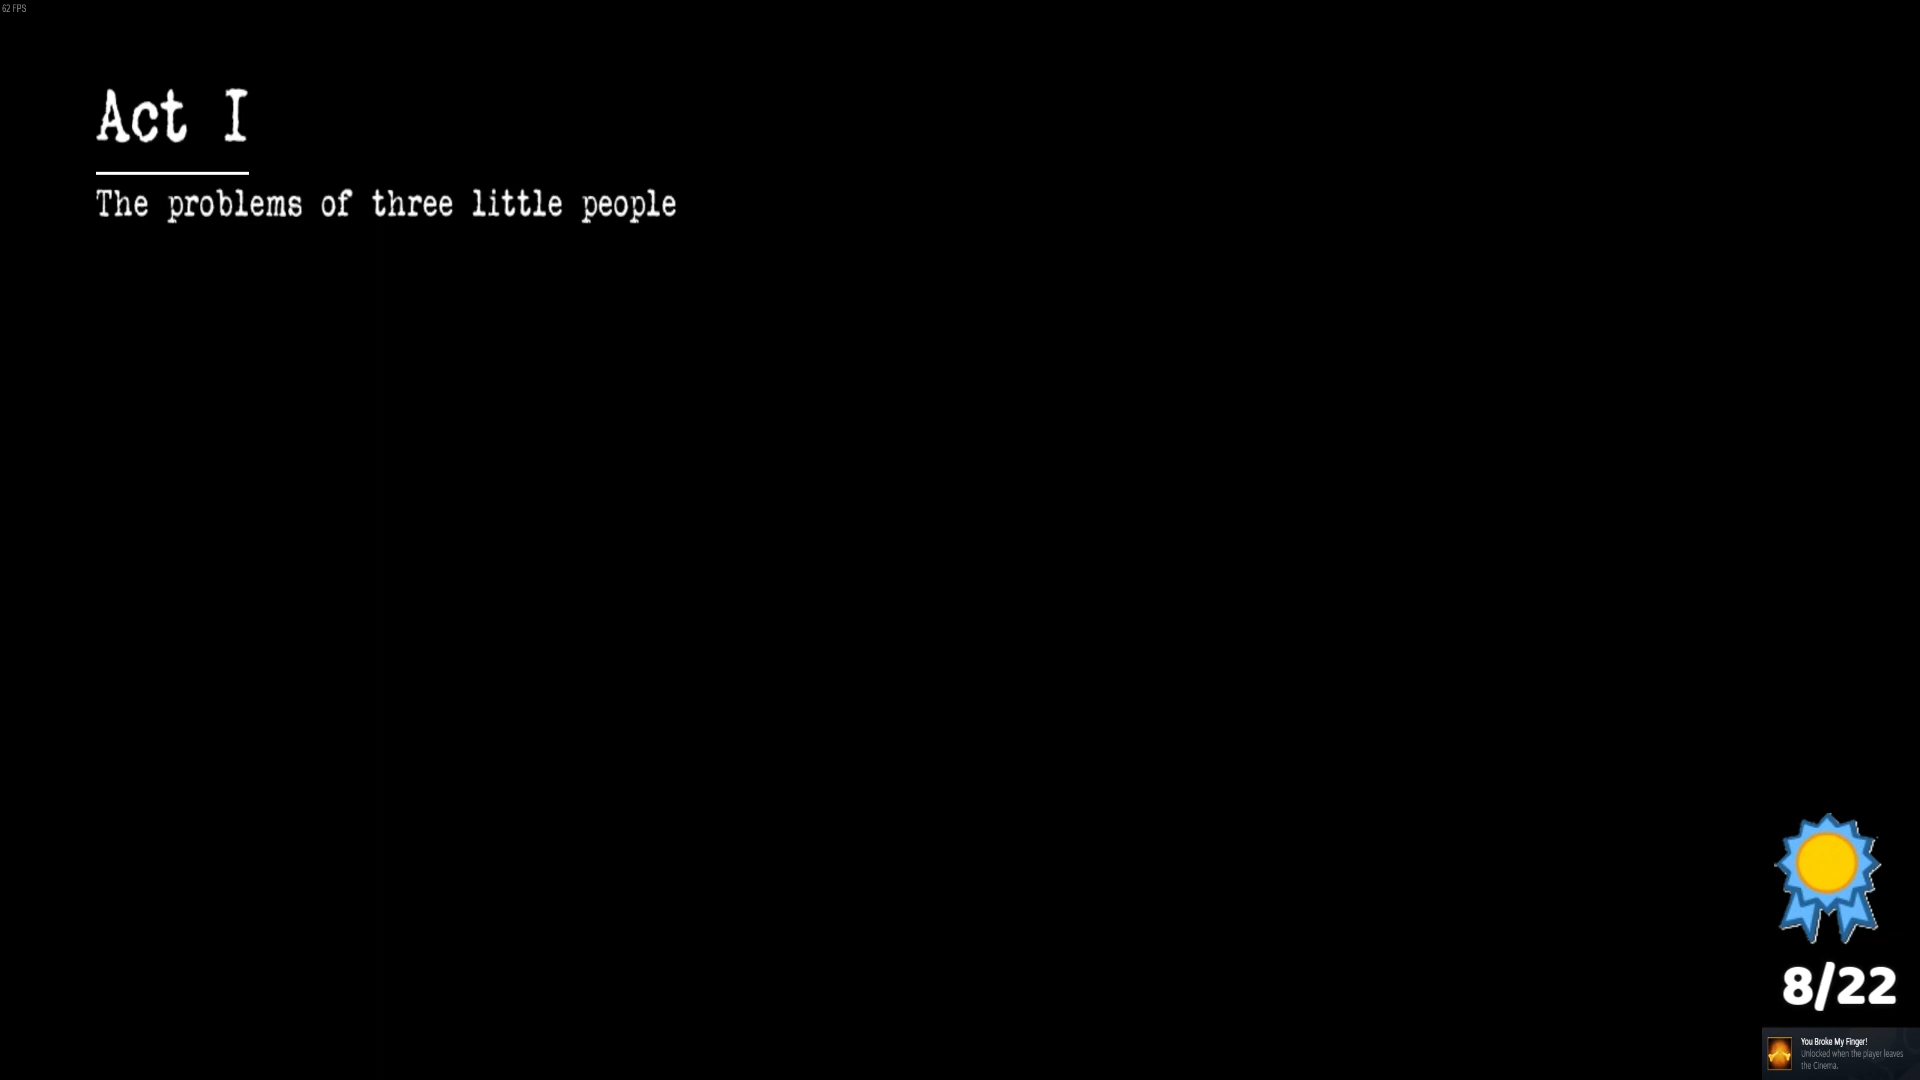 62 FPS
Act I
The problems of three little people
8/22
You Broke My Finger!
Unlocked when the player leaves
the Cinema.